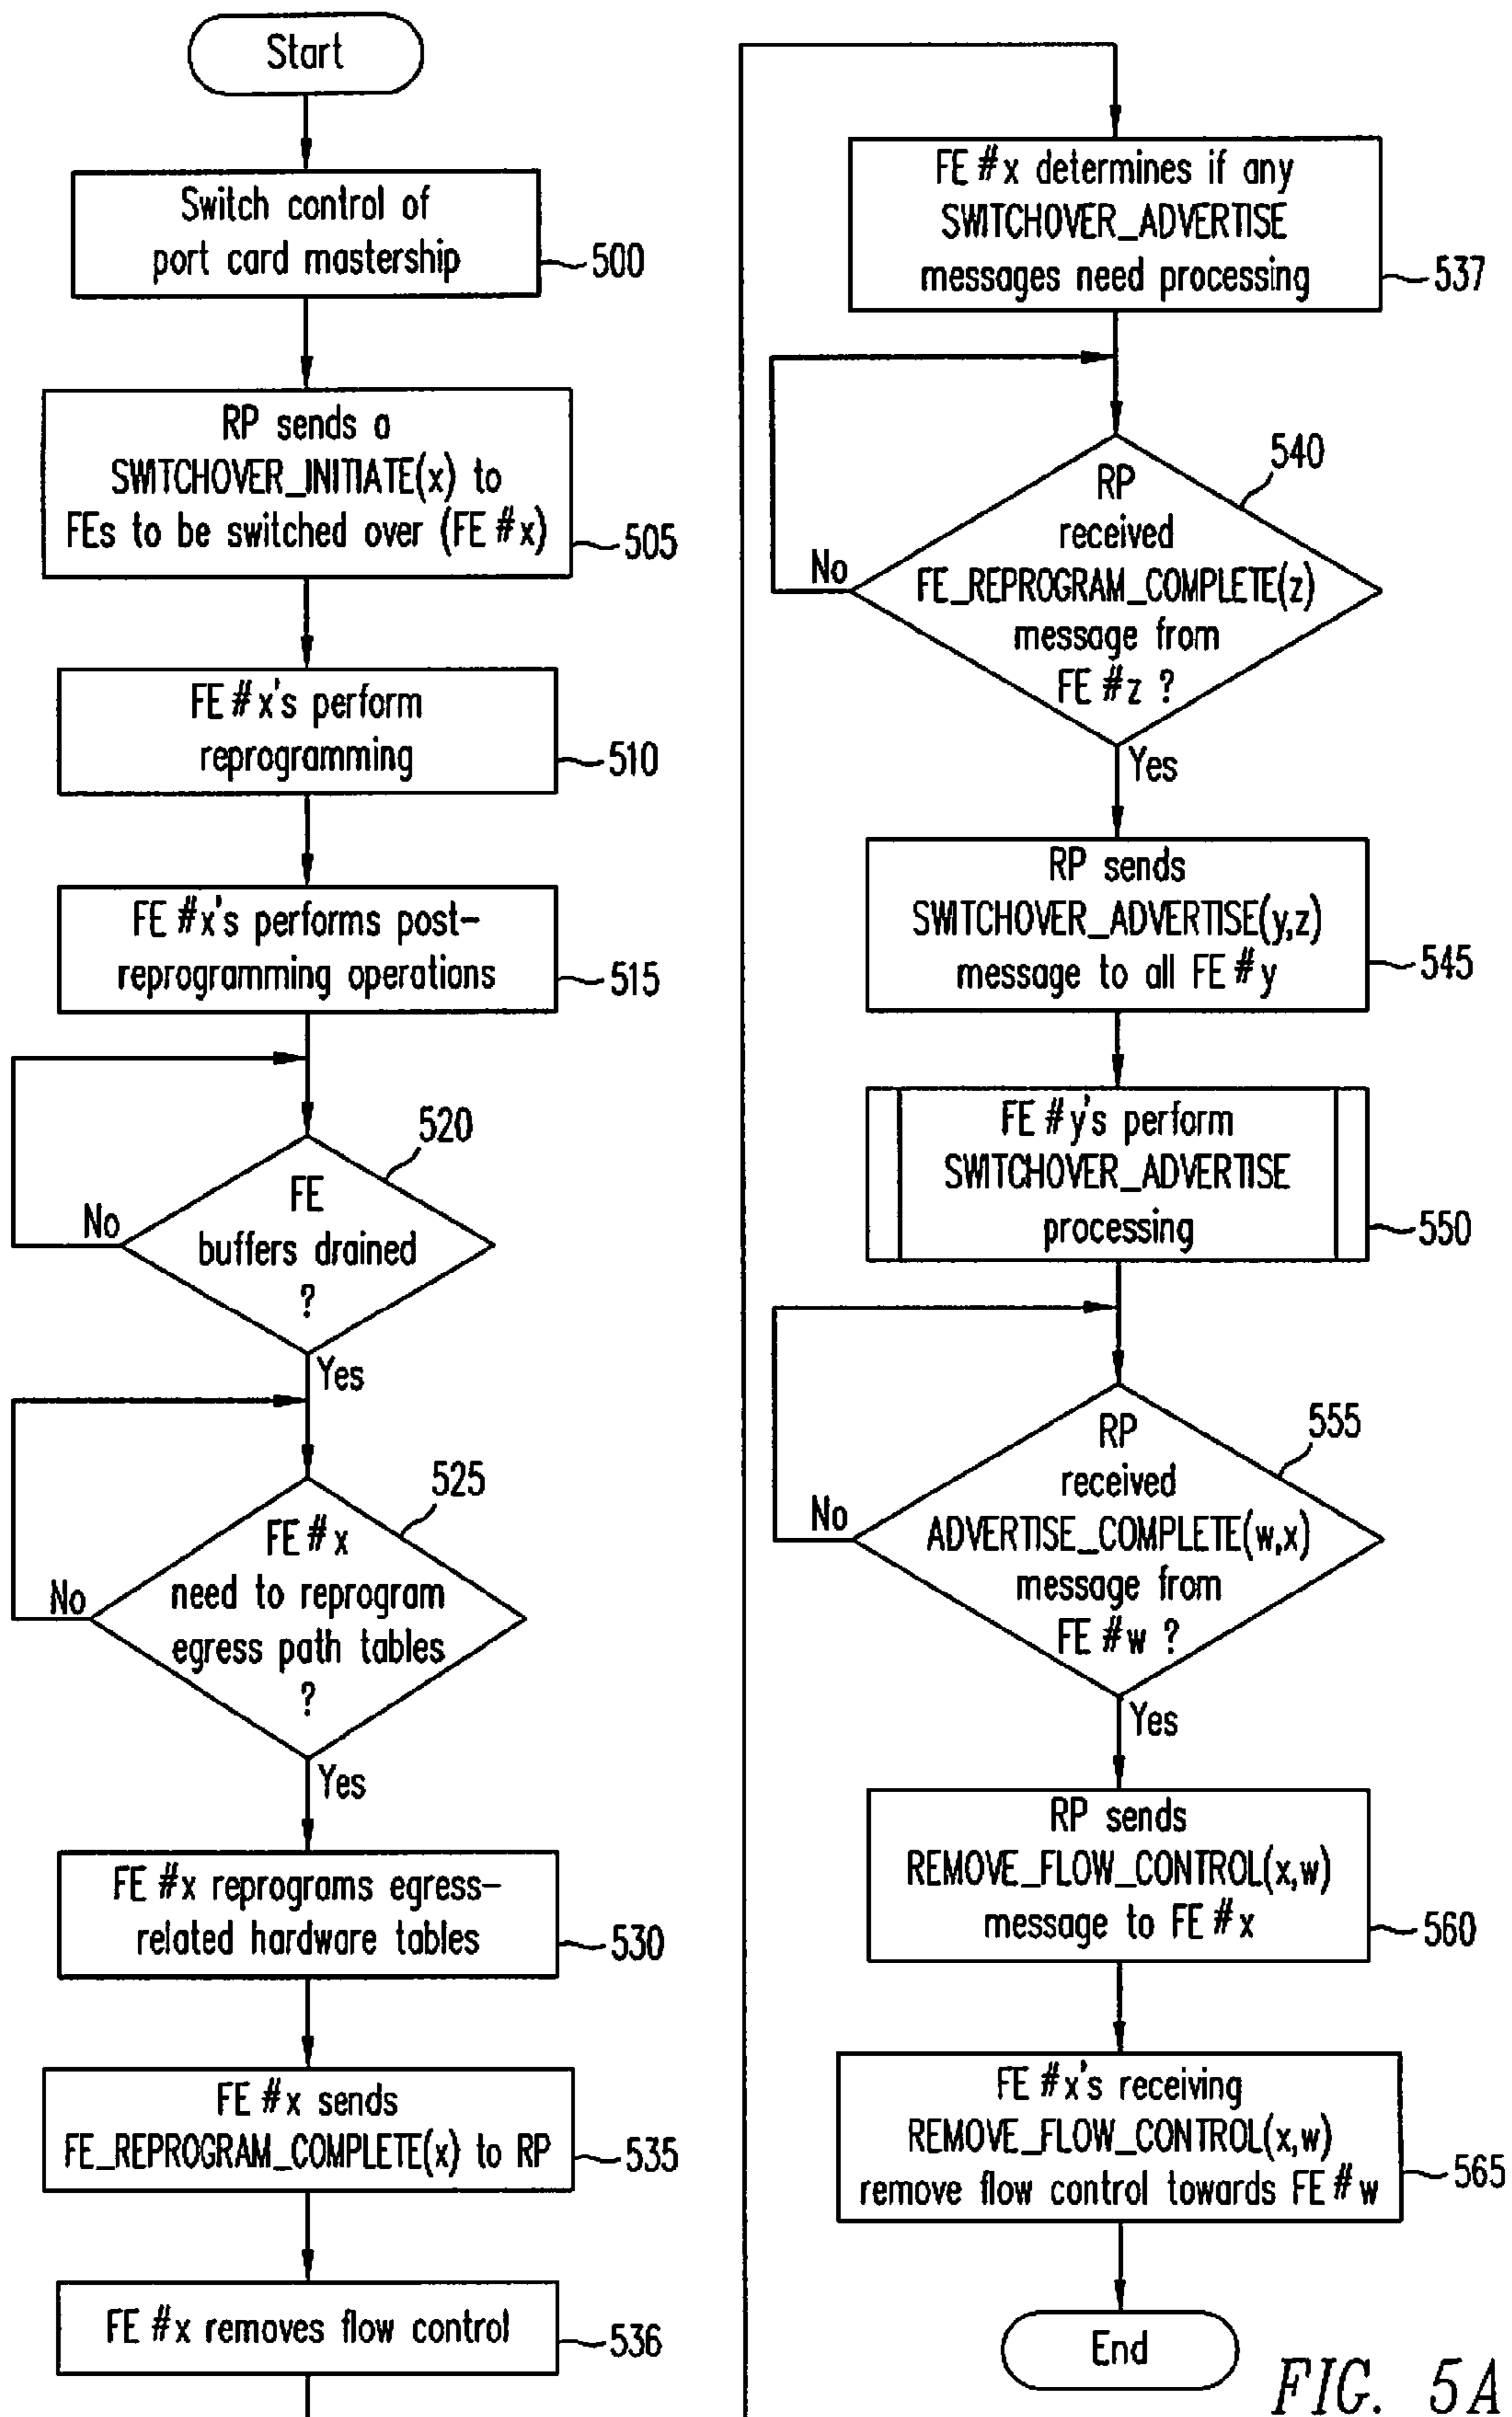 Start
Switch control of
port card mastership
500
RP sends a
SWITCHOVER_INITIATE(x) to
FEs to be switched over (FE #x)
505
FE #x's perform
reprogramming
510
FE #x's performs post-
reprogramming operations
515
520
FE
buffers drained
?
No
Yes
525
FE #x
need to reprogram
egress path tables
?
No
Yes
FE #x reprograms egress-
related hardware tables
530
FE #x sends
FE_REPROGRAM_COMPLETE(x) to RP
535
FE #x removes flow control
536
FE #x determines if any
SWITCHOVER_ADVERTISE
messages need processing
537
540
RP
received
FE_REPROGRAM_COMPLETE(z)
message from
FE #z ?
No
Yes
RP sends
SWITCHOVER_ADVERTISE(y,z)
message to all FE #y
545
FE #y's perform
SWITCHOVER_ADVERTISE
processing
550
555
RP
received
ADVERTISE_COMPLETE(w,x)
message from
FE #w ?
No
Yes
RP sends
REMOVE_FLOW_CONTROL(x,w)
message to FE #x
560
FE #x's receiving
REMOVE_FLOW_CONTROL(x,w)
remove flow control towards FE #w
565
End
FIG. 5A